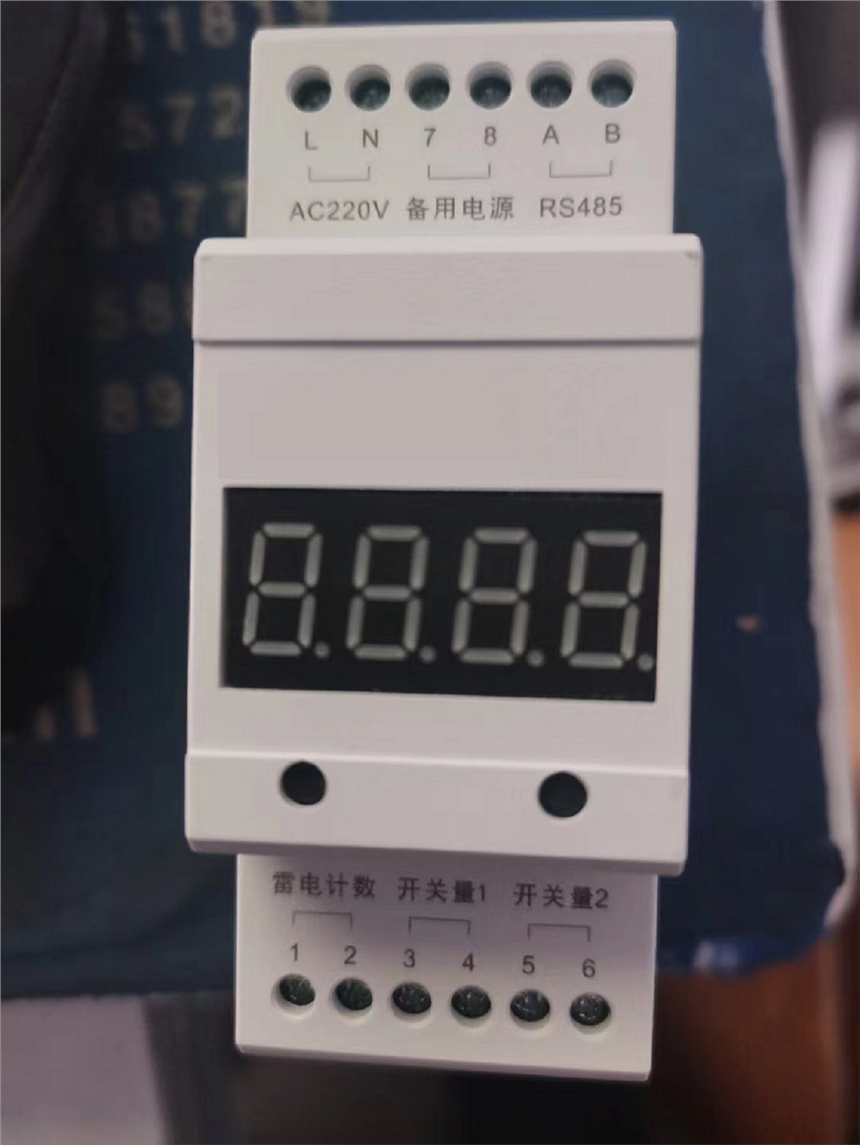 L N 7 8 A B
AC220V 备用电源 RS485
8.8.8.8.
雷电计数 开关量1 开关量2
1 2 3 4 5 6